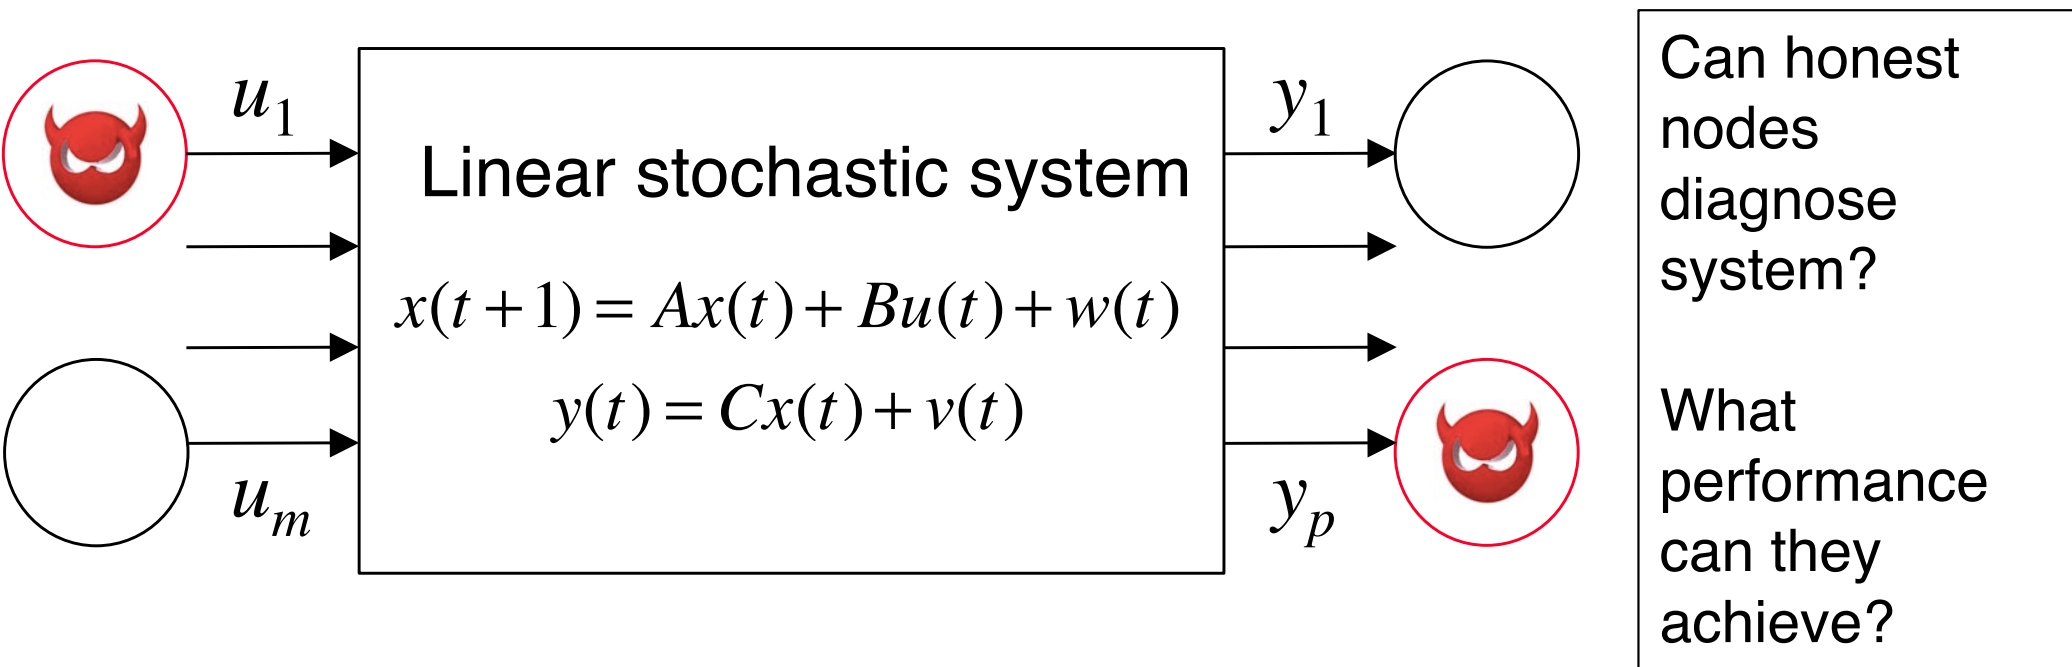 u₁
uₘ
Linear stochastic system
x(t+1) = Ax(t) + Bu(t) + w(t)
y(t) = Cx(t) + v(t)
y₁
yₚ
Can honest
nodes
diagnose
system?
What
performance
can they
achieve?